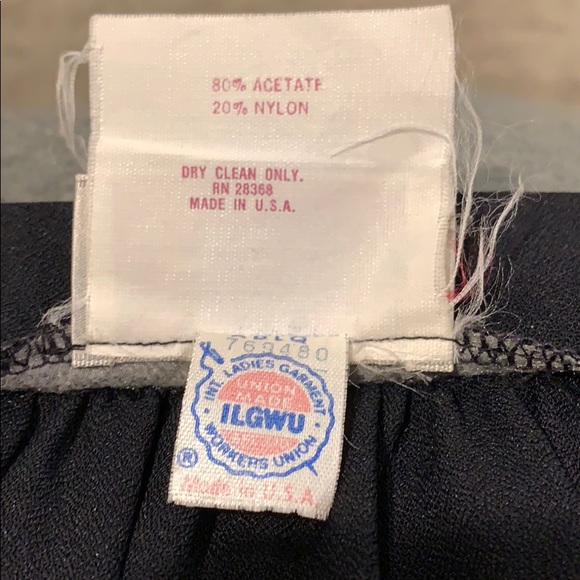 80% ACETATE
20% NYLON
DRY CLEAN ONLY.
RN 28368
MADE IN U.S.A.
769480
INT. LADIES GARMENT
UNION
MADE
ILGWU
WORKERS UNION
®
Made in U.S.A.